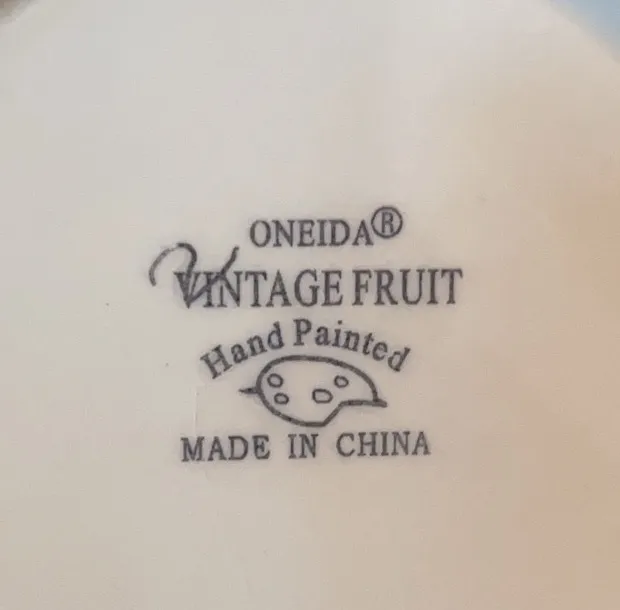 ONEIDA®
VINTAGE FRUIT
Hand Painted
MADE IN CHINA